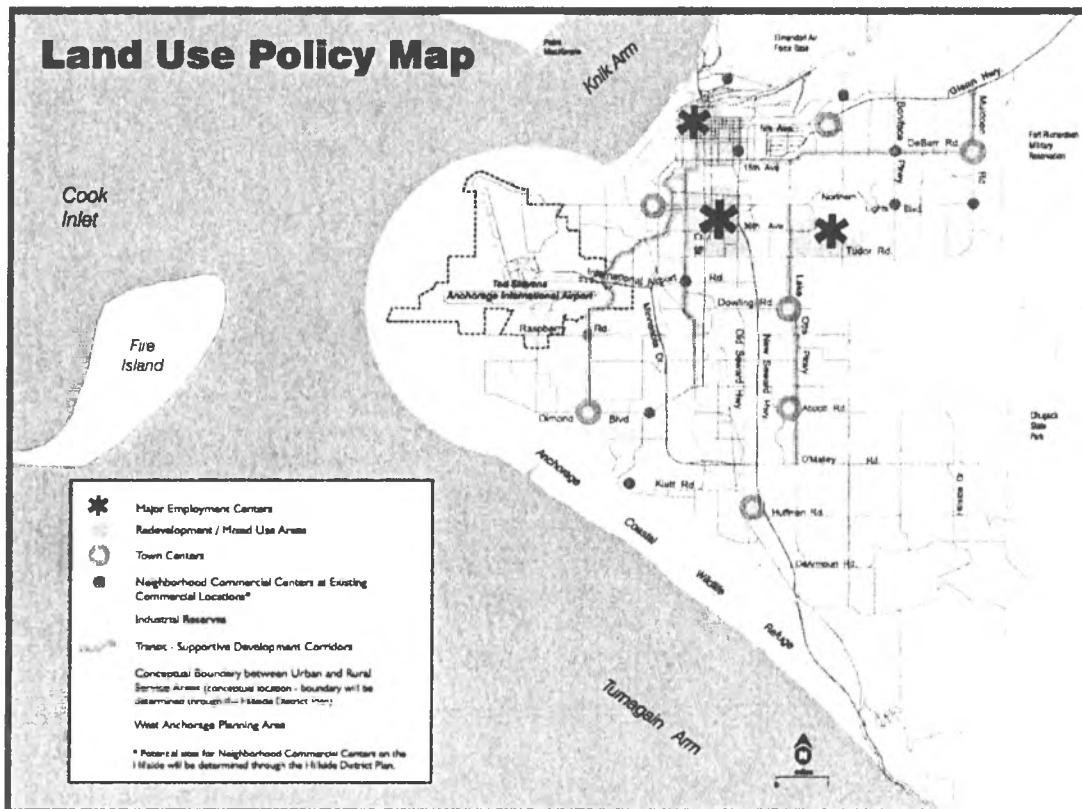 Land Use Policy Map
Knik Arm
Elmendorf Air
Force Base
Glenn Hwy
Muldoon Rd
Boniface Pkwy
5th Ave
DeBarr Rd.
15th Ave
Fort Richardson
Military
Reservation
Cook
Inlet
Northern Lights Blvd
36th Ave.
Tudor Rd.
Ted Stevens
Anchorage International Airport
International Airport Rd.
Dowling Rd
Lake Otis Pkwy
Raspberry Rd.
Minnesota Dr
Old Seward Hwy
New Seward Hwy
Fire
Island
Dimond Blvd
Abbott Rd.
Chugach
State
Park
O'Malley Rd.
Klatt Rd.
Huffman Rd.
DeArmoun Rd.
Anchorage Coastal Wildlife Refuge
Turnagain Arm
Major Employment Centers
Redevelopment / Mixed Use Areas
Town Centers
Neighborhood Commercial Centers at Existing
Commercial Locations*
Industrial Reserves
Transit - Supportive Development Corridors
Conceptual Boundary between Urban and Rural
Service Areas (conceptual location - boundary will be
determined through the Hillside District Plan)
West Anchorage Planning Area
* Potential sites for Neighborhood Commercial Centers on the
Hillside will be determined through the Hillside District Plan.
N
miles